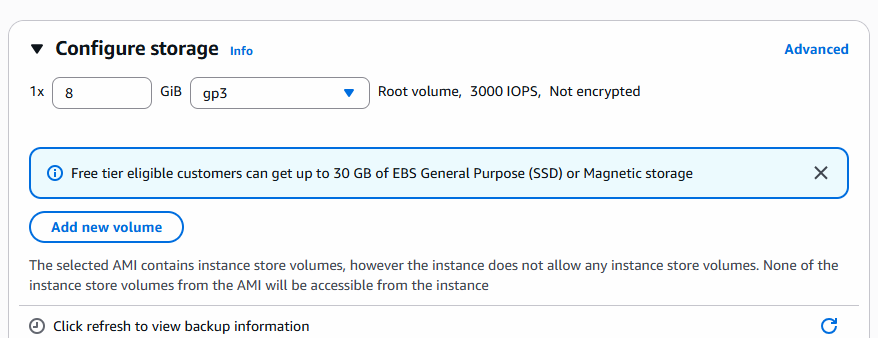 Configure storage Info Advanced
1x 8 GiB gp3 Root volume, 3000 IOPS, Not encrypted
Free tier eligible customers can get up to 30 GB of EBS General Purpose (SSD) or Magnetic storage
Add new volume
The selected AMI contains instance store volumes, however the instance does not allow any instance store volumes. None of the
instance store volumes from the AMI will be accessible from the instance
Click refresh to view backup information